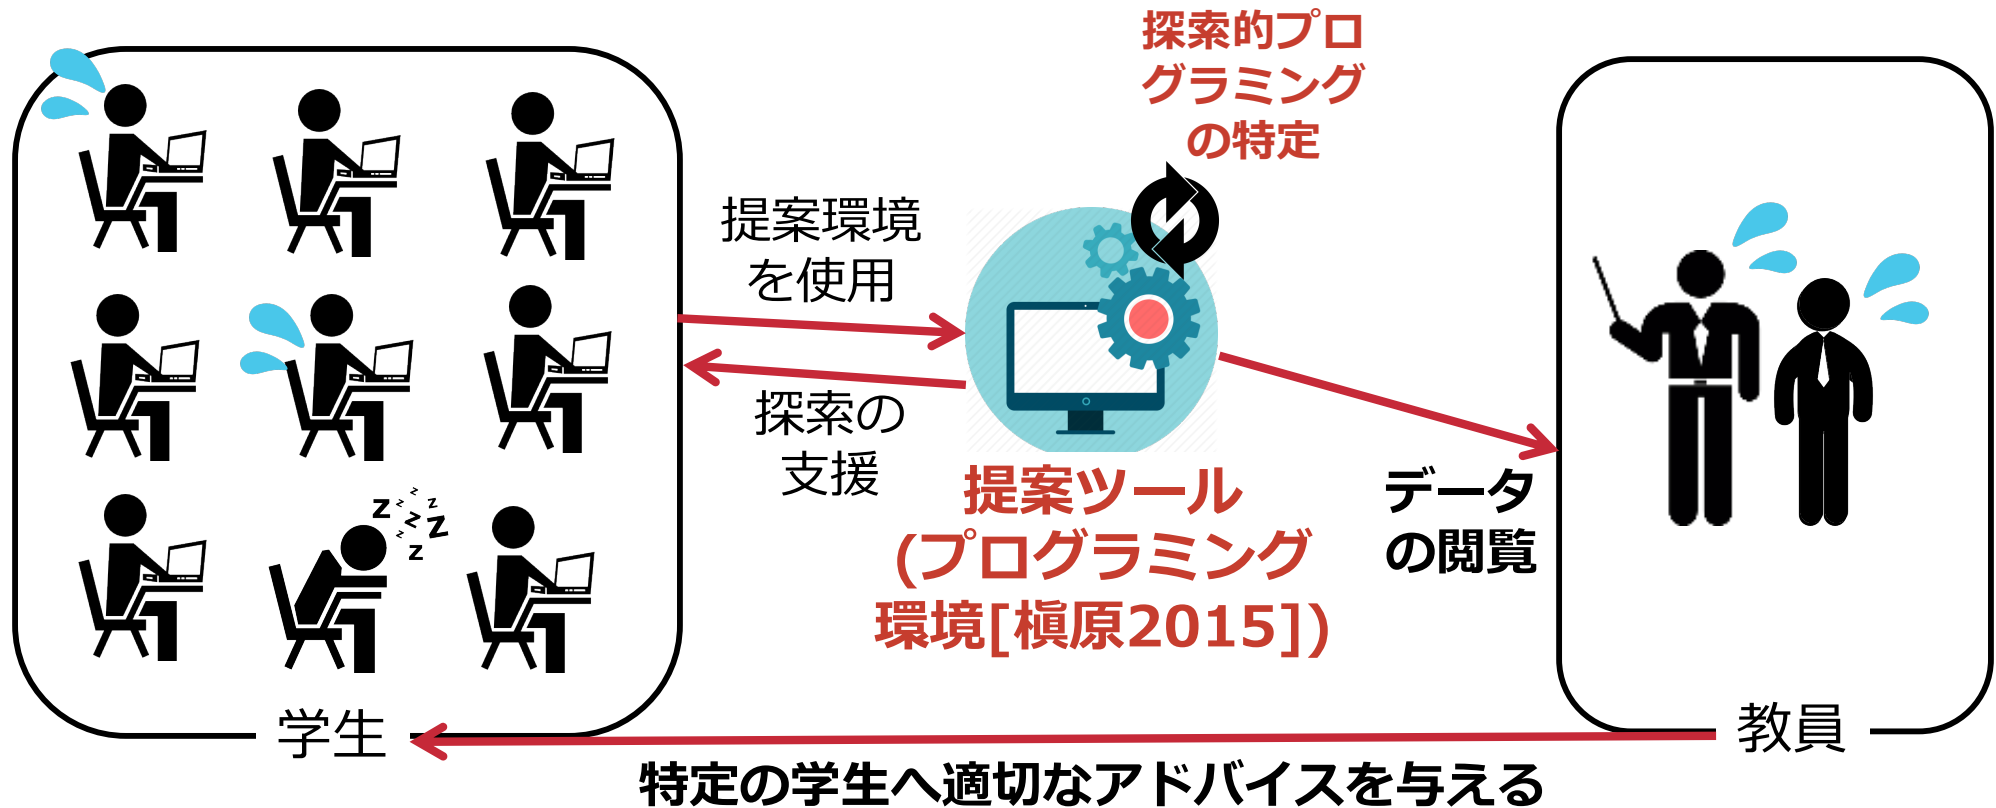 探索的プロ
グラミング
の特定
提案環境
を使用
探索の
支援
提案ツール
(プログラミング
環境[槇原2015])
データ
の閲覧
z z z z z z z z
学生
教員
特定の学生へ適切なアドバイスを与える